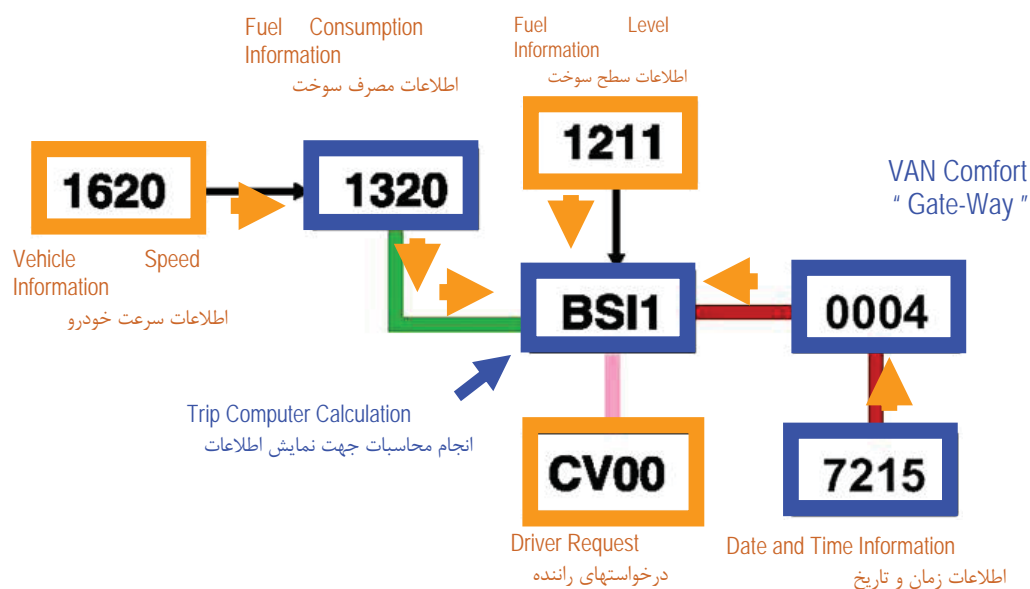 Fuel Consumption
Information
اطلاعات مصرف سوخت
Fuel Level
Information
اطلاعات سطح سوخت
1620
1320
1211
VAN Comfort
“ Gate-Way ”
Vehicle Speed
Information
اطلاعات سرعت خودرو
BSI1
0004
Trip Computer Calculation
انجام محاسبات جهت نمایش اطلاعات
CV00
7215
Driver Request
درخواستهای راننده
Date and Time Information
اطلاعات زمان و تاریخ